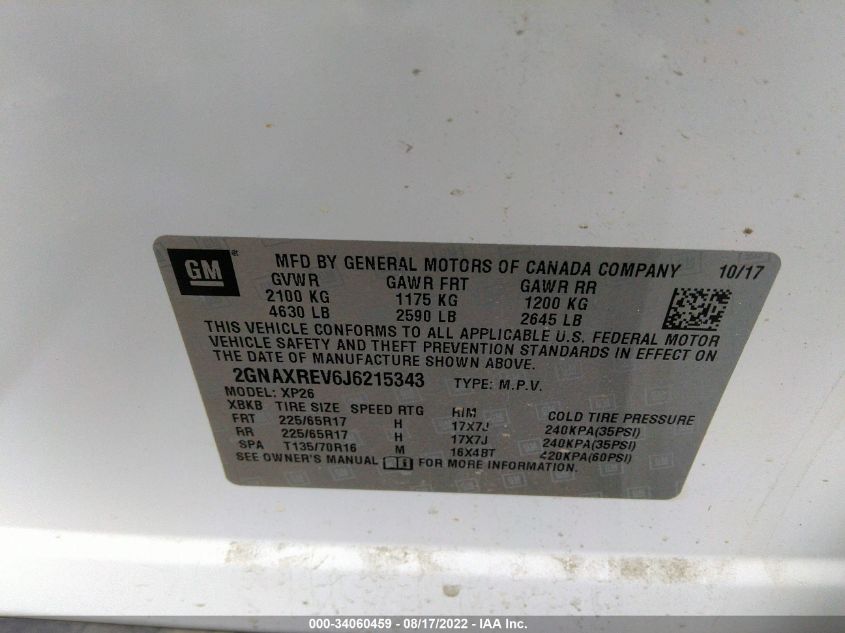 GM ® MFD BY GENERAL MOTORS OF CANADA COMPANY 10/17
GVWR GAWR FRT GAWR RR
2100 KG 1175 KG 1200 KG
4630 LB 2590 LB 2645 LB
THIS VEHICLE CONFORMS TO ALL APPLICABLE U.S. FEDERAL MOTOR
VEHICLE SAFETY AND THEFT PREVENTION STANDARDS IN EFFECT ON
THE DATE OF MANUFACTURE SHOWN ABOVE.
2GNAXREV6J6215343 TYPE: M.P.V.
MODEL: XP26
XBKB TIRE SIZE SPEED RTG RIM COLD TIRE PRESSURE
FRT 225/65R17 H 17X7J 240KPA(35PSI)
RR 225/65R17 H 17X7J 240KPA(35PSI)
SPA T135/70R16 M 16X4BT 420KPA(60PSI)
SEE OWNER'S MANUAL FOR MORE INFORMATION.
000-34060459 - 08/17/2022 - IAA Inc.